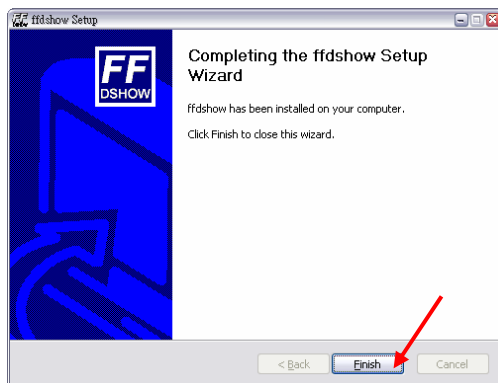 ffdshow Setup
FF
DSHOW
Completing the ffdshow Setup
Wizard
ffdshow has been installed on your computer.
Click Finish to close this wizard.
< Back
Finish
Cancel